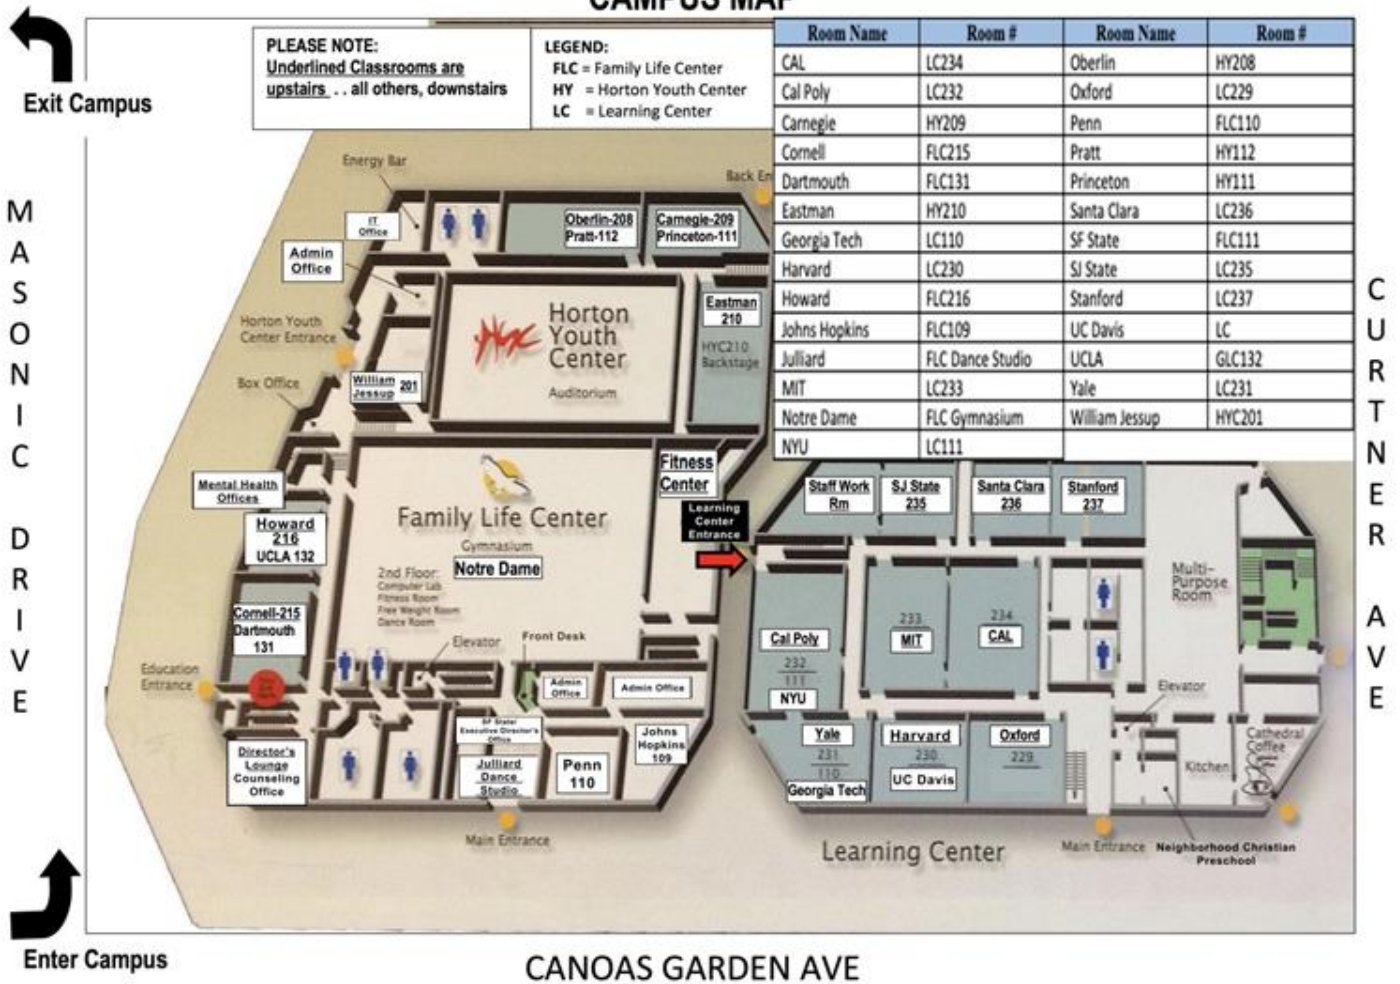 CAMPUS MAP
Exit Campus
PLEASE NOTE:
Underlined Classrooms are
upstairs . . all others, downstairs
LEGEND:
FLC = Family Life Center
HY = Horton Youth Center
LC = Learning Center
Room Name Room # Room Name Room #
CAL LC234 Oberlin HY208
Cal Poly LC232 Oxford LC229
Carnegie HY209 Penn FLC110
Cornell FLC215 Pratt HY112
Dartmouth FLC131 Princeton HY111
Eastman HY210 Santa Clara LC236
Georgia Tech LC110 SF State FLC111
Harvard LC230 SJ State LC235
Howard FLC216 Stanford LC237
Johns Hopkins FLC109 UC Davis LC
Julliard FLC Dance Studio UCLA GLC132
MIT LC233 Yale LC231
Notre Dame FLC Gymnasium William Jessup HYC201
NYU LC111
MASONIC DRIVE
CURTNER AVE
Energy Bar
Back En
IT
Office
Admin
Office
Oberlin-208
Pratt-112
Carnegie-209
Princeton-111
Horton Youth
Center Entrance
Horton
Youth
Center
Auditorium
Eastman
210
HYC210
Backstage
Box Office
William
Jessup 201
Mental Health
Offices
Howard
216
UCLA 132
Family Life Center
Gymnasium
Notre Dame
2nd Floor:
Computer Lab
Fitness Room
Free Weight Room
Dance Room
Fitness
Center
Learning
Center
Entrance
Cornell-215
Dartmouth
131
Education
Entrance
Elevator
Front Desk
Admin
Office
Admin Office
Director's
Lounge
Counseling
Office
SF State/
Executive Director's
Office
Julliard
Dance
Studio
Penn
110
Johns
Hopkins
109
Main Entrance
Staff Work
Rm
SJ State
235
Santa Clara
236
Stanford
237
Multi-
Purpose
Room
Cal Poly
232
111
NYU
233
MIT
234
CAL
Yale
231
110
Georgia Tech
Harvard
230
UC Davis
Oxford
229
Elevator
Kitchen
Cathedral
Coffee
Learning Center
Main Entrance
Neighborhood Christian
Preschool
Enter Campus
CANOAS GARDEN AVE